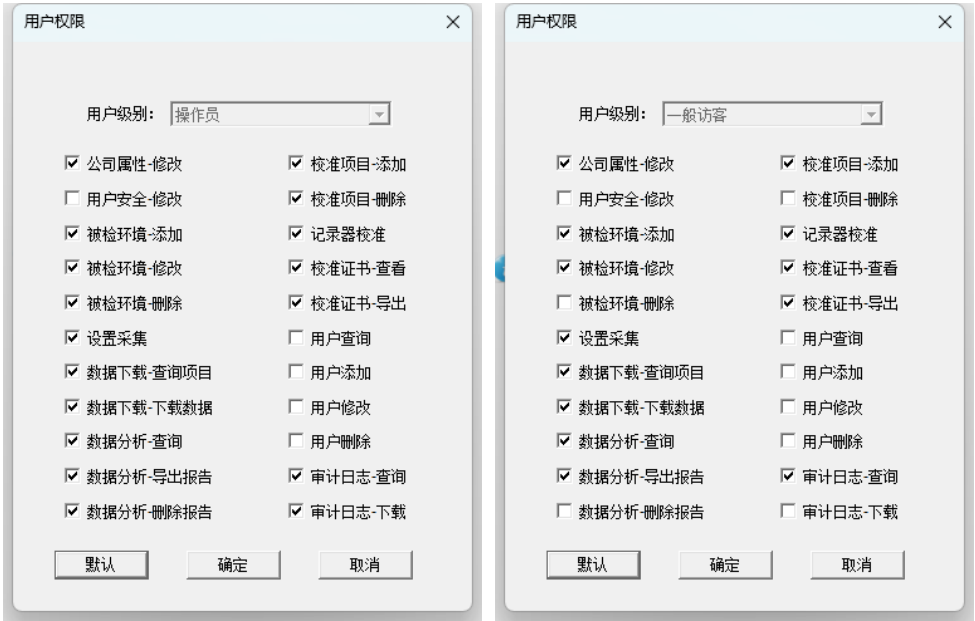 用户权限
用户级别： 操作员
公司属性-修改 校准项目-添加
用户安全-修改 校准项目-删除
被检环境-添加 记录器校准
被检环境-修改 校准证书-查看
被检环境-删除 校准证书-导出
设置采集 用户查询
数据下载-查询项目 用户添加
数据下载-下载数据 用户修改
数据分析-查询 用户删除
数据分析-导出报告 审计日志-查询
数据分析-删除报告 审计日志-下载
默认 确定 取消
用户权限
用户级别： 一般访客
公司属性-修改 校准项目-添加
用户安全-修改 校准项目-删除
被检环境-添加 记录器校准
被检环境-修改 校准证书-查看
被检环境-删除 校准证书-导出
设置采集 用户查询
数据下载-查询项目 用户添加
数据下载-下载数据 用户修改
数据分析-查询 用户删除
数据分析-导出报告 审计日志-查询
数据分析-删除报告 审计日志-下载
默认 确定 取消